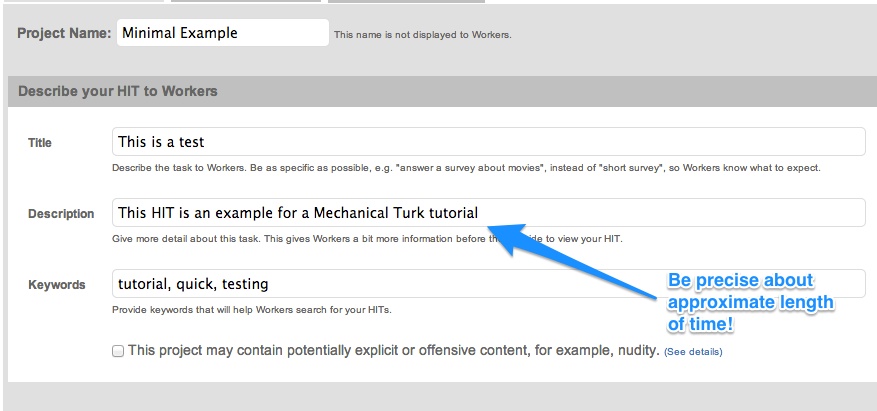 Project Name: Minimal Example This name is not displayed to Workers.
Describe your HIT to Workers
Title This is a test
Describe the task to Workers. Be as specific as possible, e.g. "answer a survey about movies", instead of "short survey", so Workers know what to expect.
Description This HIT is an example for a Mechanical Turk tutorial
Give more detail about this task. This gives Workers a bit more information before to view your HIT.
Be precise about
approximate length
of time!
Keywords tutorial, quick, testing
Provide keywords that will help Workers search for your HITs.
This project may contain potentially explicit or offensive content, for example, nudity. (See details)